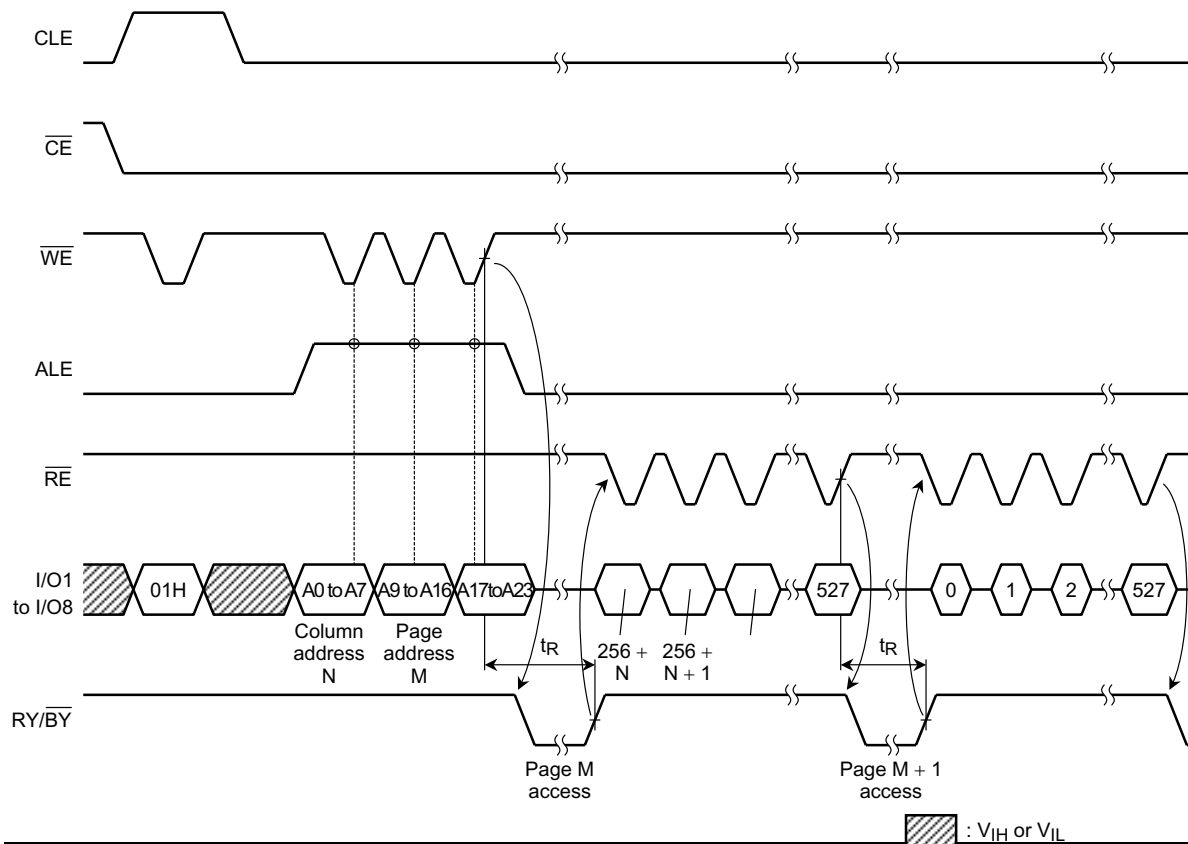 CLE
CE
WE
ALE
RE
I/O1
to I/O8
01H
A0 to A7
A9 to A16
A17 to A23
527
0
1
2
527
Column
address
N
Page
address
M
tR
256 +
N
256 +
N + 1
tR
RY/BY
Page M
access
Page M + 1
access
: VIH or VIL